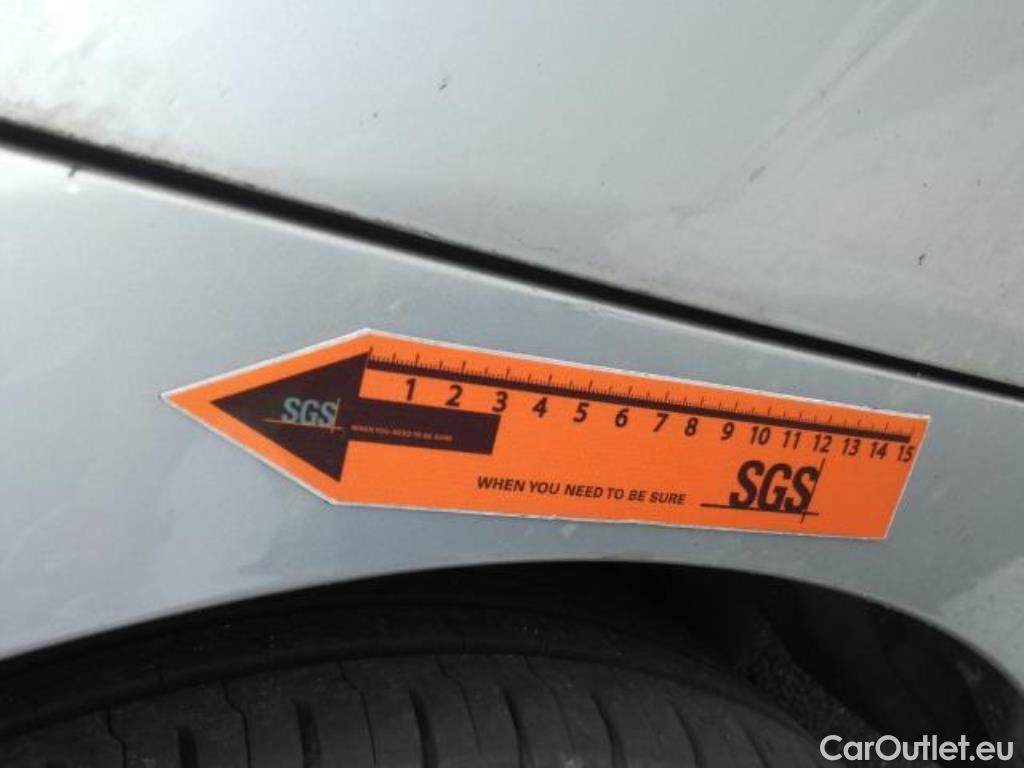 1 2 3 4 5 6 7 8 9 10 11 12 13 14 15
SGS
WHEN YOU NEED TO BE SURE
WHEN YOU NEED TO BE SURE
SGS
CarOutlet.eu